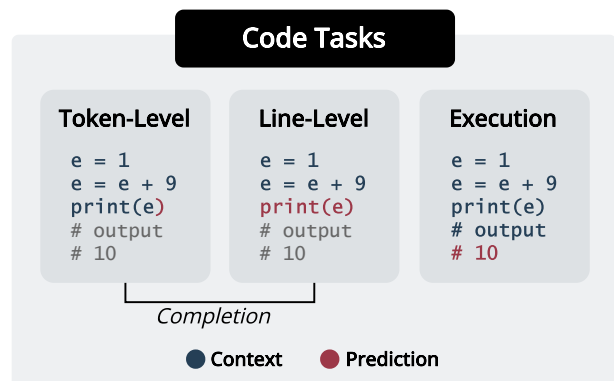 Code Tasks
Token-Level
e = 1
e = e + 9
print(e)
# output
# 10
Line-Level
e = 1
e = e + 9
print(e)
# output
# 10
Execution
e = 1
e = e + 9
print(e)
# output
# 10
Completion
Context
Prediction